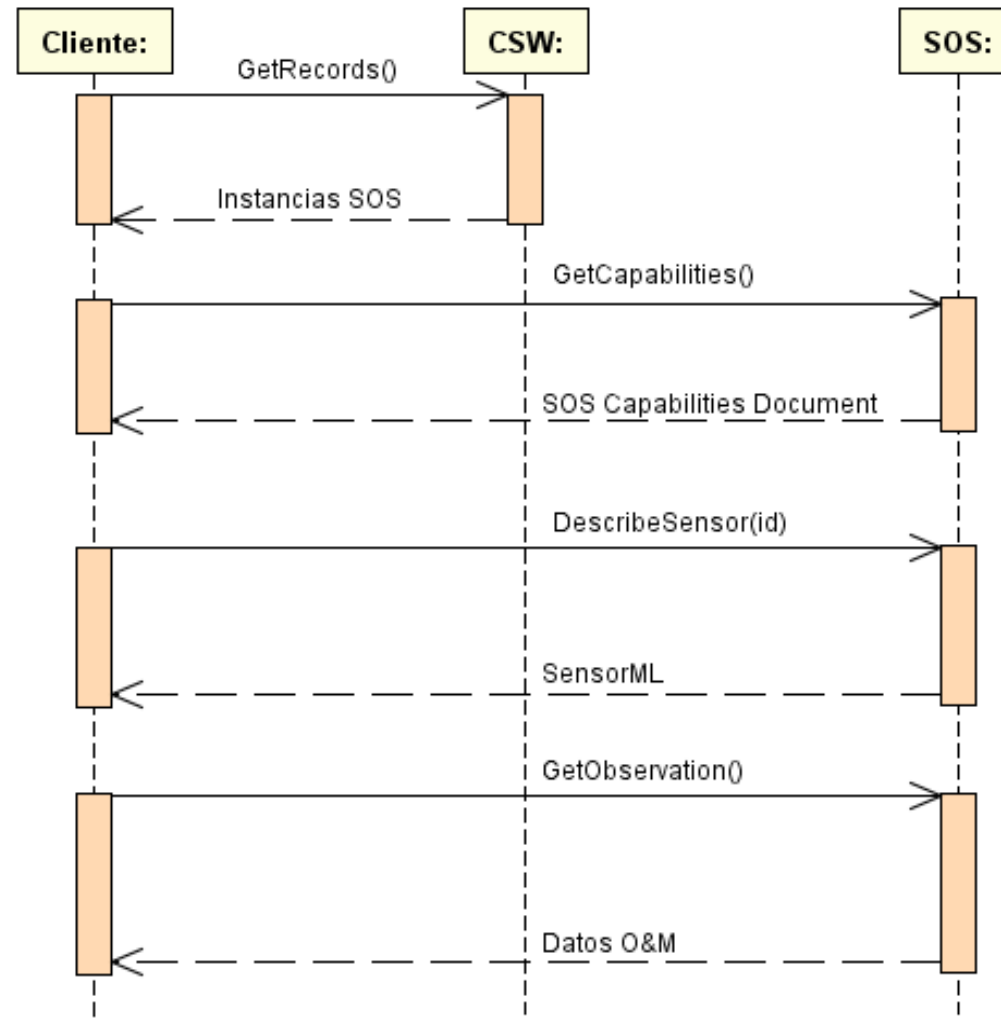 Cliente:
CSW:
SOS:
GetRecords()
Instancias SOS
GetCapabilities()
SOS Capabilities Document
DescribeSensor(id)
SensorML
GetObservation()
Datos O&M